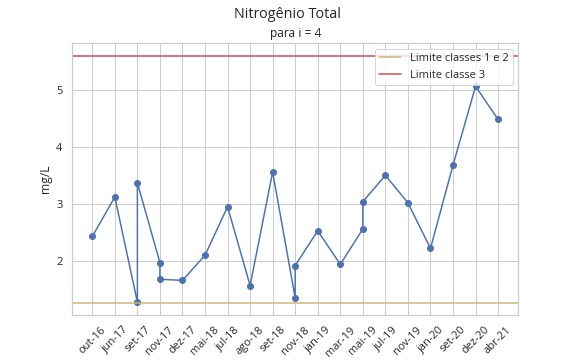 Nitrogênio Total
para i = 4
Limite classes 1 e 2
Limite classe 3
mg/L
5
4
3
2
out-16
jun-17
set-17
nov-17
dez-17
mai-18
jul-18
ago-18
set-18
nov-18
jan-19
mar-19
mai-19
jul-19
nov-19
jan-20
set-20
dez-20
abr-21